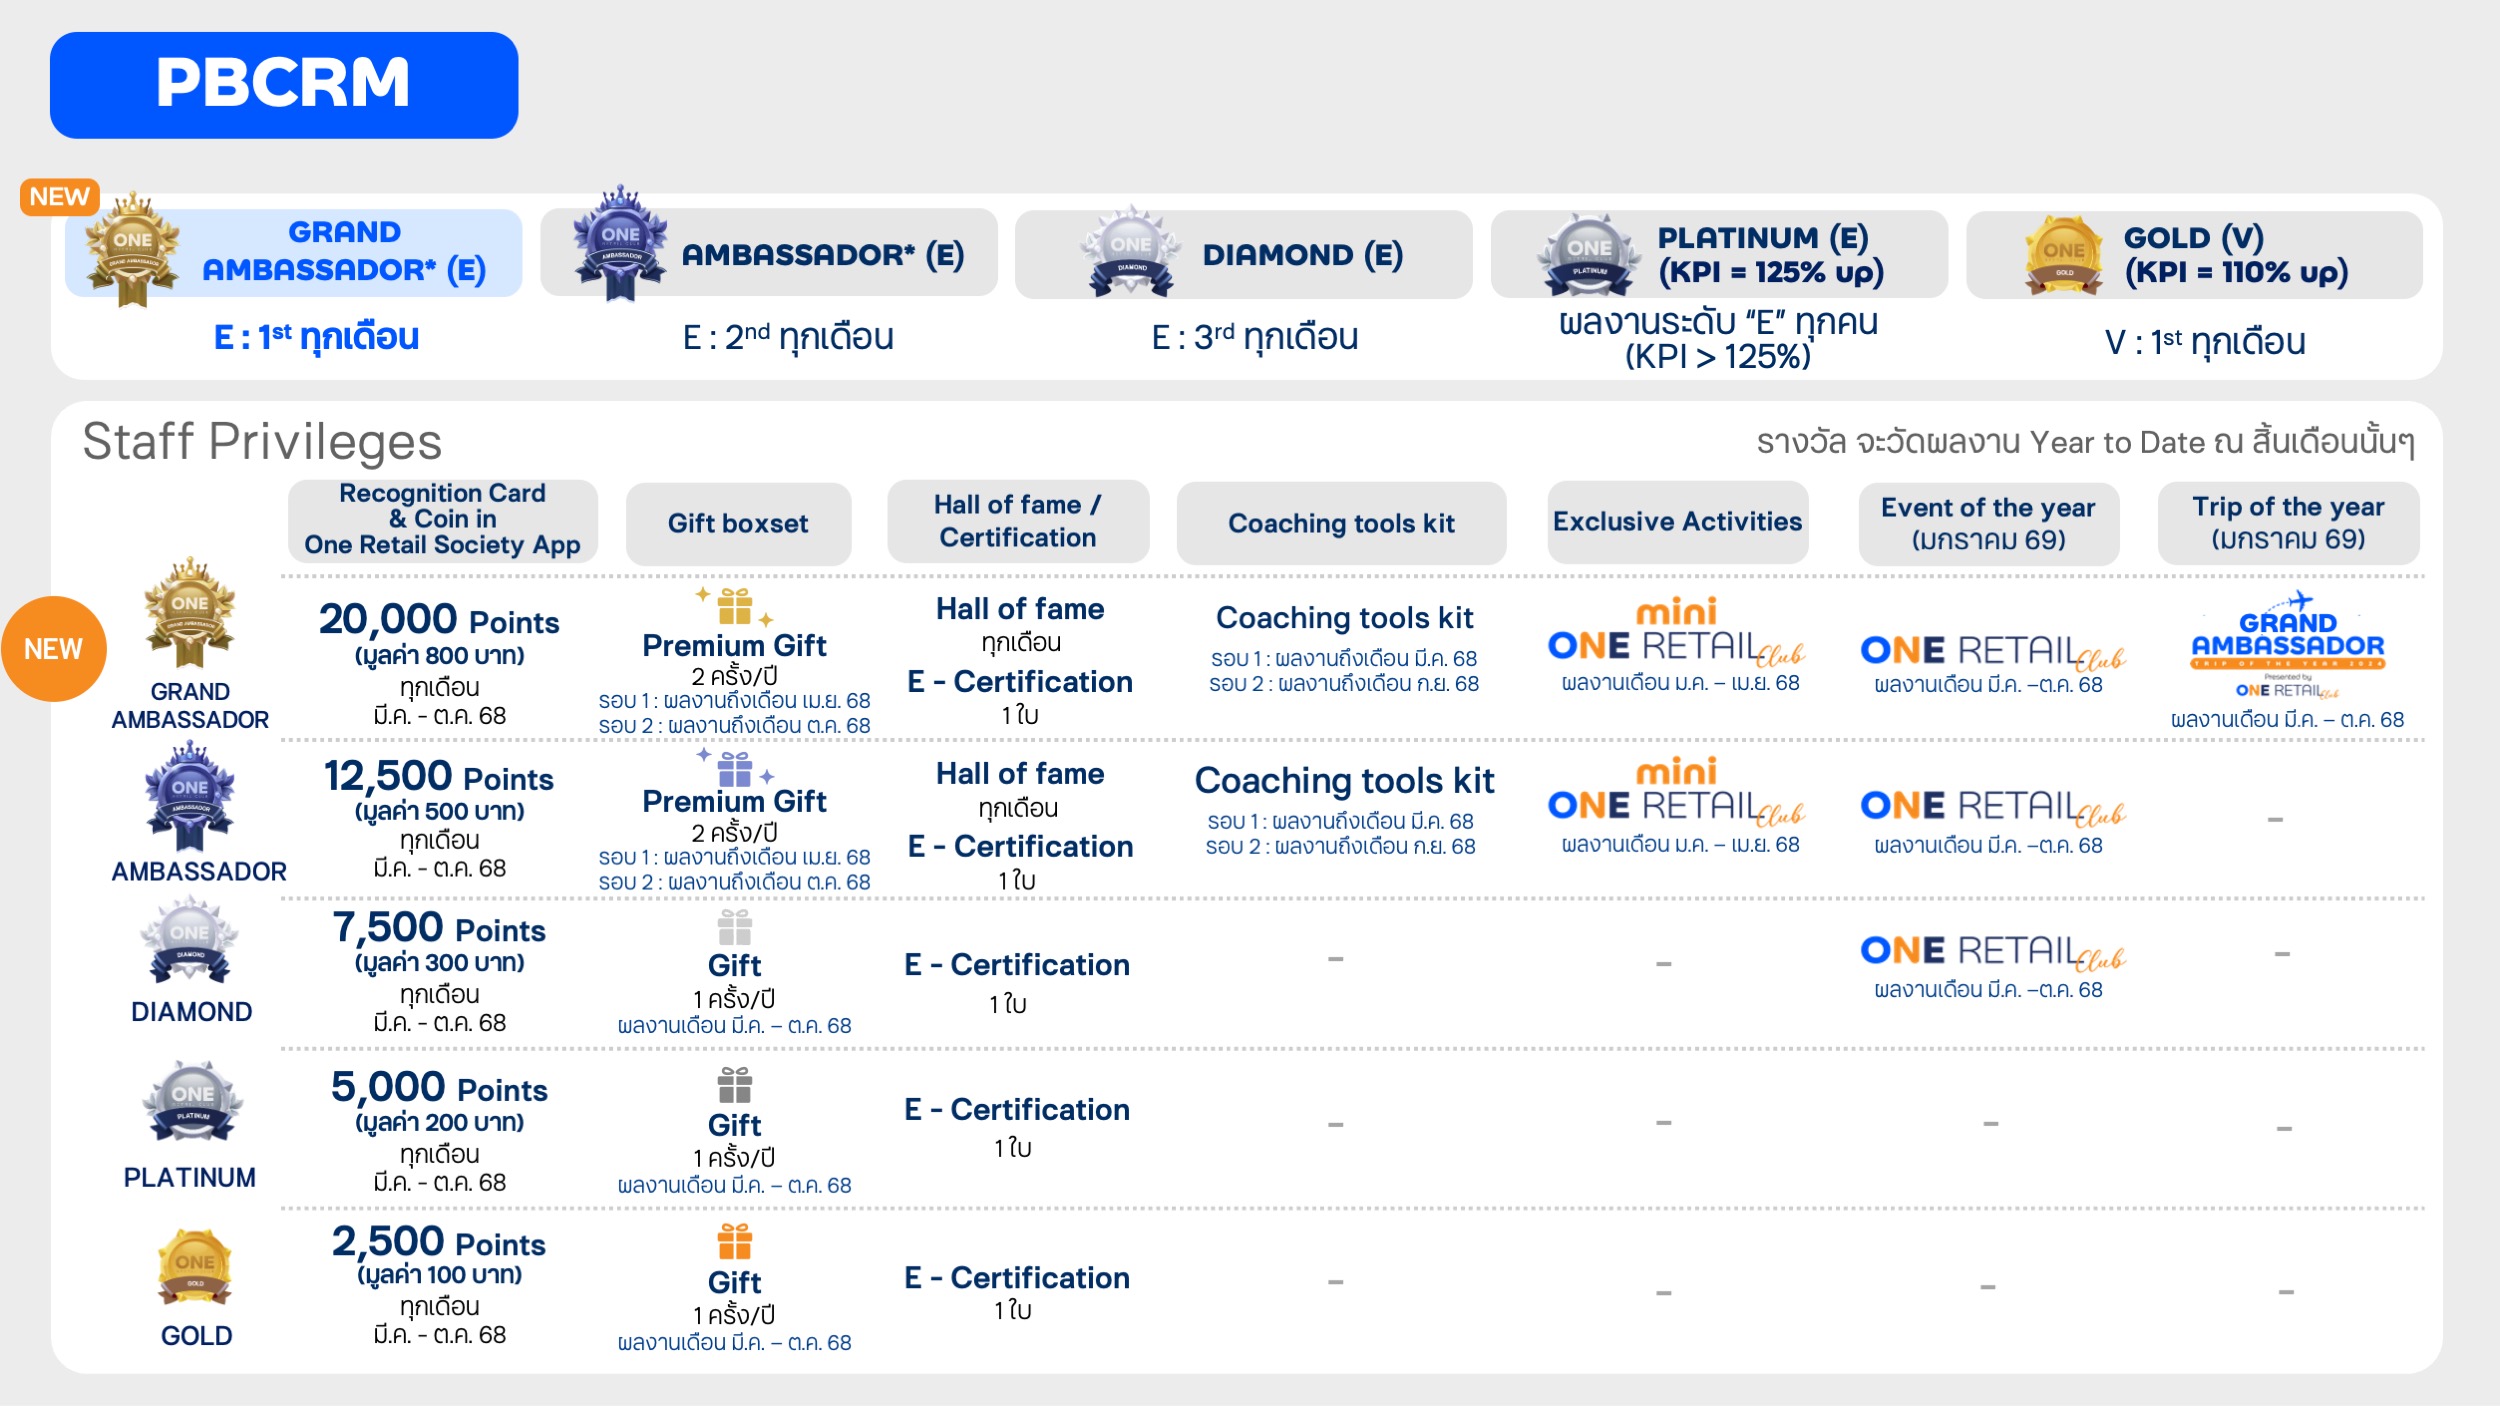 PBCRM
NEW
GRAND
AMBASSADOR* (E)
E : 1st ทุกเดือน
AMBASSADOR* (E)
E : 2nd ทุกเดือน
DIAMOND (E)
E : 3rd ทุกเดือน
PLATINUM (E)
(KPI = 125% up)
ผลงานระดับ “E” ทุกคน
(KPI > 125%)
GOLD (V)
(KPI = 110% up)
V : 1st ทุกเดือน
Staff Privileges
รางวัล จะวัดผลงาน Year to Date ณ สิ้นเดือนนั้นๆ
Recognition Card
& Coin in
One Retail Society App
Gift boxset
Hall of fame /
Certification
Coaching tools kit
Exclusive Activities
Event of the year
(มกราคม 69)
Trip of the year
(มกราคม 69)
NEW
GRAND
AMBASSADOR
20,000 Points
(มูลค่า 800 บาท)
ทุกเดือน
มี.ค. - ต.ค. 68
Premium Gift
2 ครั้ง/ปี
รอบ 1 : ผลงานถึงเดือน เม.ย. 68
รอบ 2 : ผลงานถึงเดือน ต.ค. 68
Hall of fame
ทุกเดือน
E - Certification
1 ใบ
Coaching tools kit
รอบ 1 : ผลงานถึงเดือน มี.ค. 68
รอบ 2 : ผลงานถึงเดือน ก.ย. 68
mini
ONE RETAIL Club
ผลงานเดือน ม.ค. – เม.ย. 68
ONE RETAIL Club
ผลงานเดือน มี.ค. –ต.ค. 68
GRAND
AMBASSADOR
TRIP OF THE YEAR 2024
Presented by
ONE RETAIL Club
ผลงานเดือน มี.ค. – ต.ค. 68
AMBASSADOR
12,500 Points
(มูลค่า 500 บาท)
ทุกเดือน
มี.ค. - ต.ค. 68
Premium Gift
2 ครั้ง/ปี
รอบ 1 : ผลงานถึงเดือน เม.ย. 68
รอบ 2 : ผลงานถึงเดือน ต.ค. 68
Hall of fame
ทุกเดือน
E - Certification
1 ใบ
Coaching tools kit
รอบ 1 : ผลงานถึงเดือน มี.ค. 68
รอบ 2 : ผลงานถึงเดือน ก.ย. 68
mini
ONE RETAIL Club
ผลงานเดือน ม.ค. – เม.ย. 68
ONE RETAIL Club
ผลงานเดือน มี.ค. –ต.ค. 68
-
DIAMOND
7,500 Points
(มูลค่า 300 บาท)
ทุกเดือน
มี.ค. - ต.ค. 68
Gift
1 ครั้ง/ปี
ผลงานเดือน มี.ค. – ต.ค. 68
E - Certification
1 ใบ
-
-
ONE RETAIL Club
ผลงานเดือน มี.ค. –ต.ค. 68
-
PLATINUM
5,000 Points
(มูลค่า 200 บาท)
ทุกเดือน
มี.ค. - ต.ค. 68
Gift
1 ครั้ง/ปี
ผลงานเดือน มี.ค. – ต.ค. 68
E - Certification
1 ใบ
-
-
-
-
GOLD
2,500 Points
(มูลค่า 100 บาท)
ทุกเดือน
มี.ค. - ต.ค. 68
Gift
1 ครั้ง/ปี
ผลงานเดือน มี.ค. – ต.ค. 68
E - Certification
1 ใบ
-
-
-
-